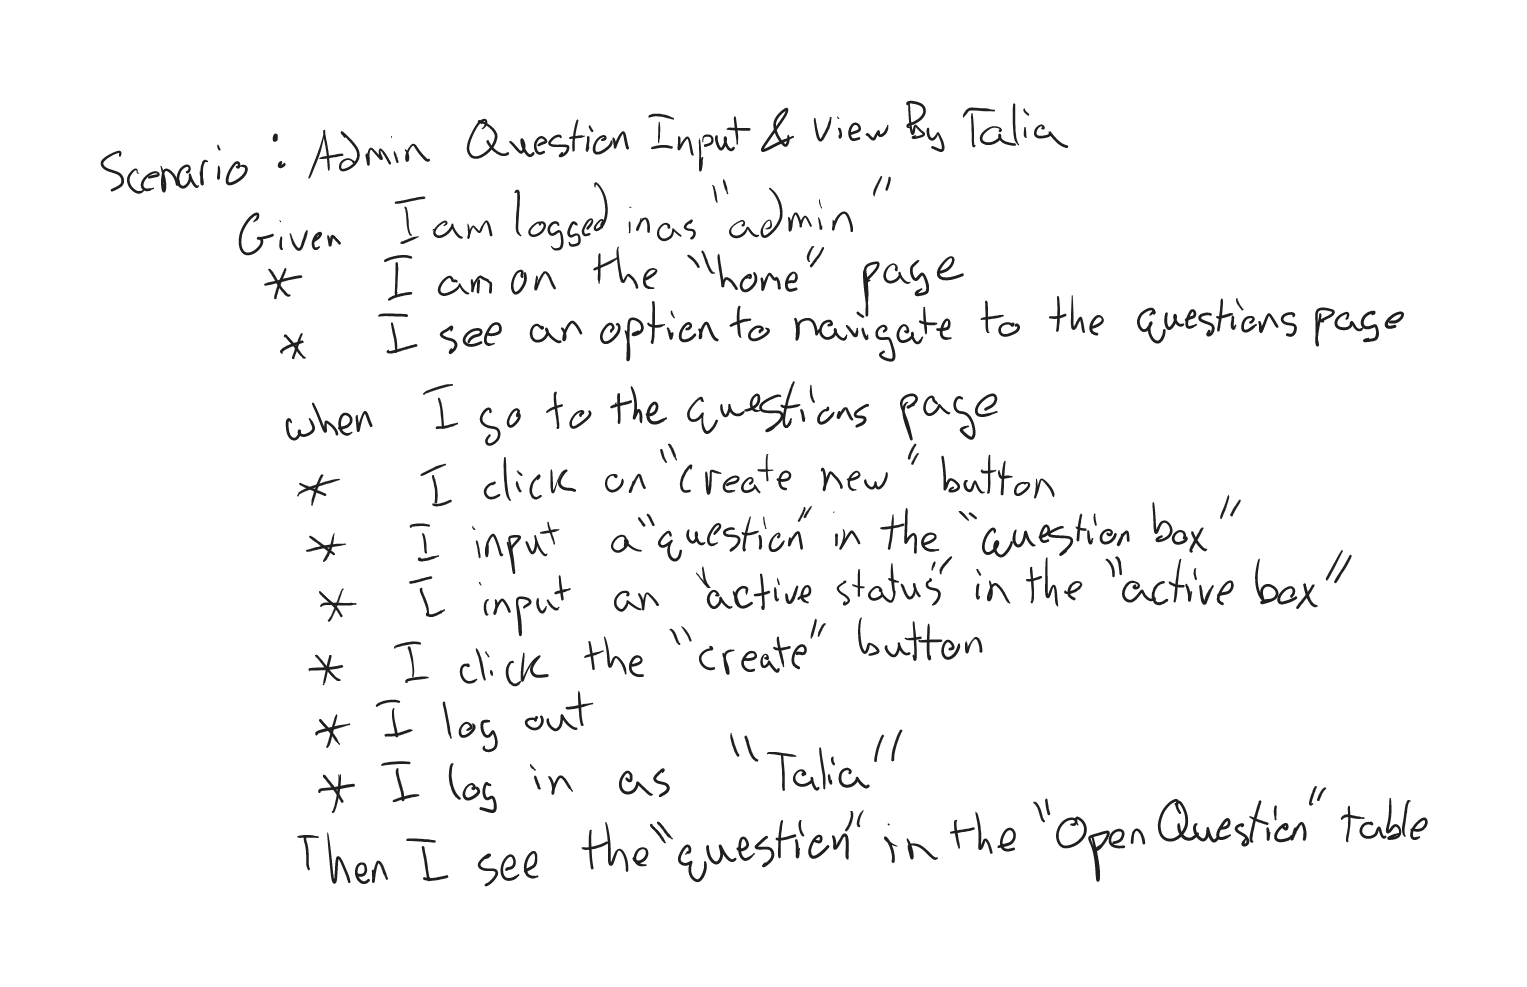 Scenario: Admin Question Input & View By Talia
Given I am logged in as "admin"
* I am on the "home" page
* I see an option to navigate to the questions page
when I go to the questions page
* I click on "create new" button
* I input a "question" in the "question box"
* I input an "active status" in the "active box"
* I click the "create" button
* I log out
* I log in as "Talia"
Then I see the "question" in the "Open Question" table